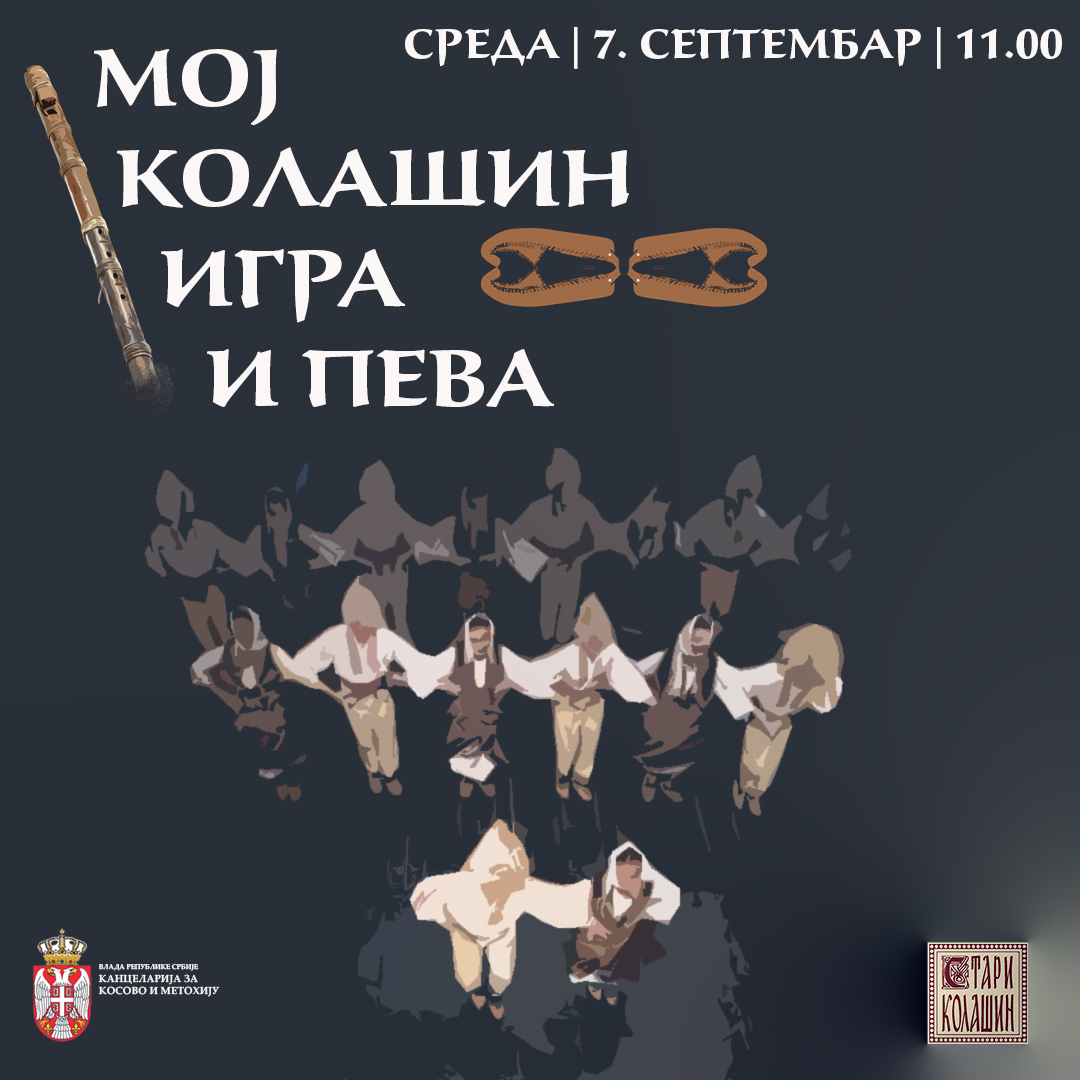 СРЕДА | 7. СЕПТЕМБАР | 11.00
МОЈ
КОЛАШИН
ИГРА
И ПЕВА
ВЛАДА РЕПУБЛИКЕ СРБИЈЕ
КАНЦЕЛАРИЈА ЗА
КОСОВО И МЕТОХИЈУ
СТАРИ
КОЛАШИН